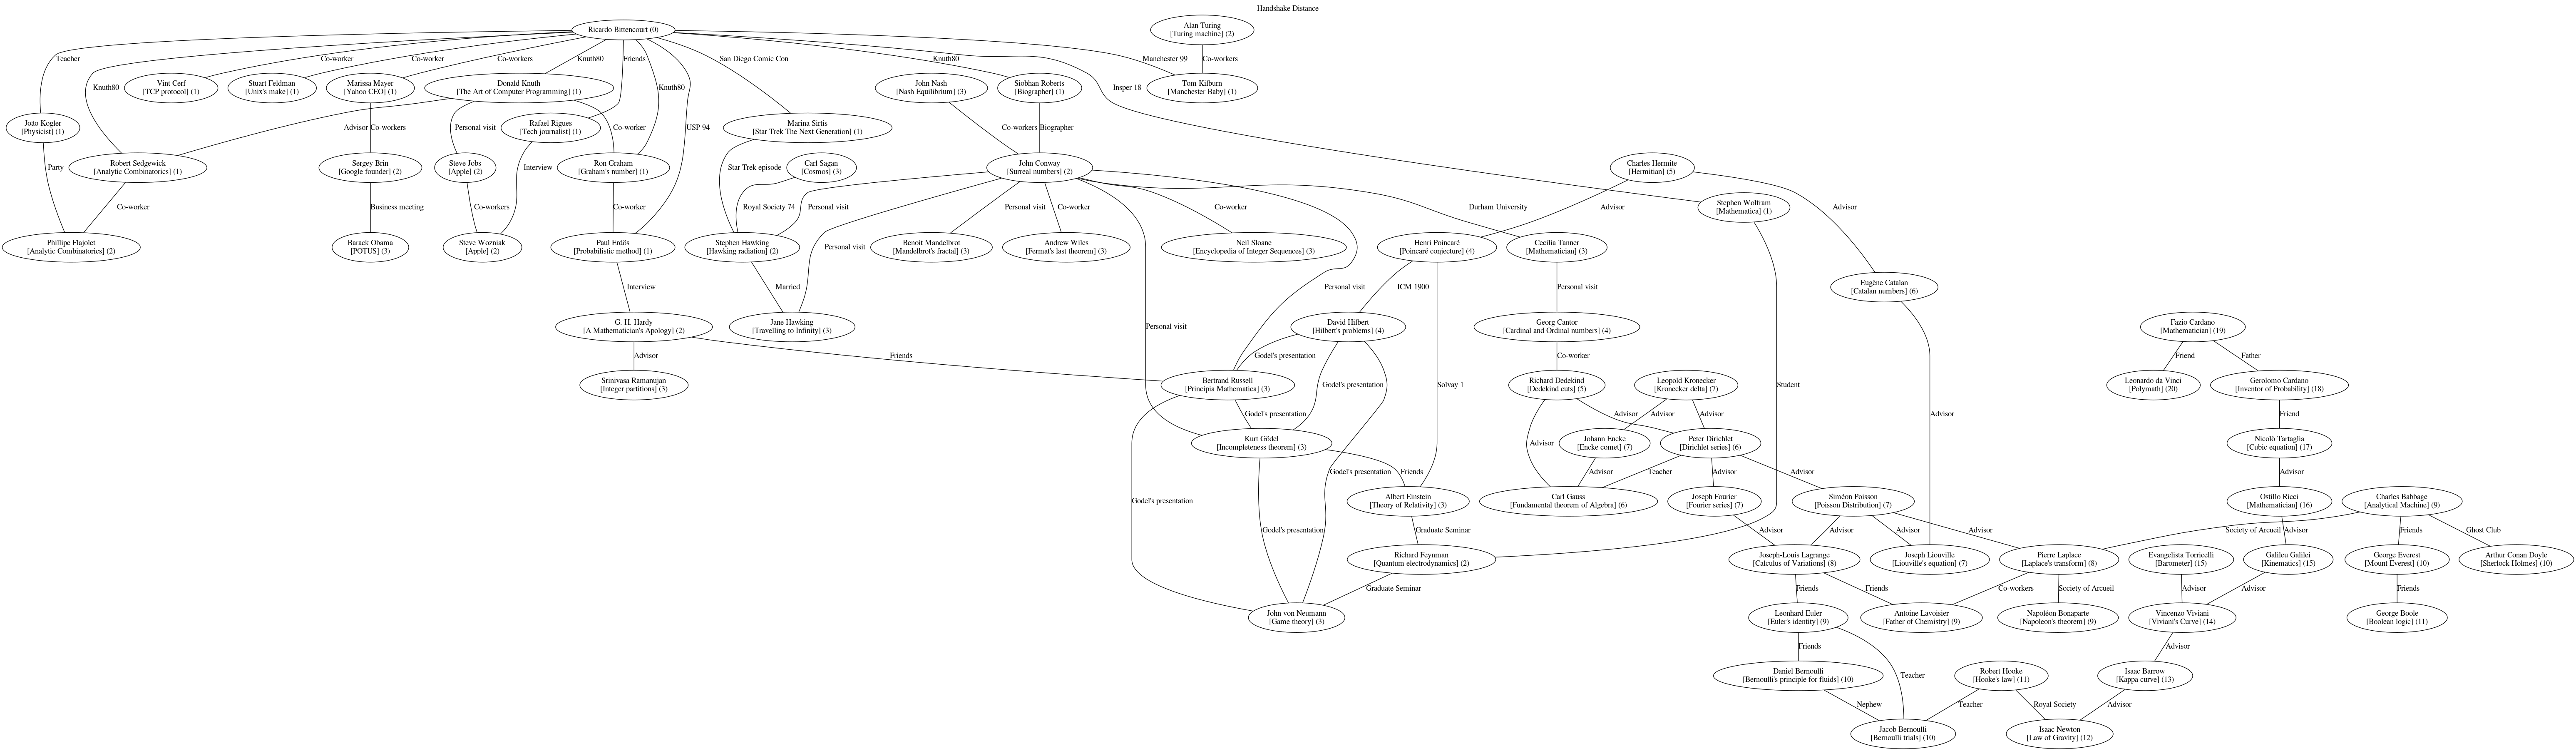 Handshake Distance
Ricardo Bittencourt (0)
Alan Turing
[Turing machine] (2)
Teacher
Co-worker
Co-worker
Co-workers
Knuth80
Friends
San Diego Comic Con
Knuth80
Manchester 99
Co-workers
Knuth80
Vint Cerf
[TCP protocol] (1)
Stuart Feldman
[Unix's make] (1)
Marissa Mayer
[Yahoo CEO] (1)
Donald Knuth
[The Art of Computer Programming] (1)
Knuth80
John Nash
[Nash Equilibrium] (3)
Siobhan Roberts
[Biographer] (1)
Insper 18
Tom Kilburn
[Manchester Baby] (1)
João Kogler
[Physicist] (1)
Advisor
Co-workers
Personal visit
Rafael Rigues
[Tech journalist] (1)
Co-worker
USP 94
Marina Sirtis
[Star Trek The Next Generation] (1)
Co-workers
Biographer
Party
Robert Sedgewick
[Analytic Combinatorics] (1)
Sergey Brin
[Google founder] (2)
Steve Jobs
[Apple] (2)
Interview
Ron Graham
[Graham's number] (1)
Star Trek episode
Carl Sagan
[Cosmos] (3)
John Conway
[Surreal numbers] (2)
Charles Hermite
[Hermitian] (5)
Co-worker
Business meeting
Co-workers
Co-worker
Royal Society 74
Personal visit
Personal visit
Co-worker
Co-worker
Durham University
Advisor
Stephen Wolfram
[Mathematica] (1)
Advisor
Phillipe Flajolet
[Analytic Combinatorics] (2)
Barack Obama
[POTUS] (3)
Steve Wozniak
[Apple] (2)
Paul Erdös
[Probabilistic method] (1)
Stephen Hawking
[Hawking radiation] (2)
Personal visit
Benoit Mandelbrot
[Mandelbrot's fractal] (3)
Andrew Wiles
[Fermat's last theorem] (3)
Neil Sloane
[Encyclopedia of Integer Sequences] (3)
Henri Poincaré
[Poincaré conjecture] (4)
Cecilia Tanner
[Mathematician] (3)
Interview
Married
Personal visit
ICM 1900
Personal visit
Eugène Catalan
[Catalan numbers] (6)
G. H. Hardy
[A Mathematician's Apology] (2)
Jane Hawking
[Travelling to Infinity] (3)
Personal visit
David Hilbert
[Hilbert's problems] (4)
Georg Cantor
[Cardinal and Ordinal numbers] (4)
Fazio Cardano
[Mathematician] (19)
Advisor
Friends
Godel's presentation
Co-worker
Friend
Father
Srinivasa Ramanujan
[Integer partitions] (3)
Bertrand Russell
[Principia Mathematica] (3)
Godel's presentation
Solvay 1
Richard Dedekind
[Dedekind cuts] (5)
Leopold Kronecker
[Kronecker delta] (7)
Student
Leonardo da Vinci
[Polymath] (20)
Gerolomo Cardano
[Inventor of Probability] (18)
Godel's presentation
Advisor
Advisor
Advisor
Advisor
Friend
Kurt Gödel
[Incompleteness theorem] (3)
Advisor
Johann Encke
[Encke comet] (7)
Peter Dirichlet
[Dirichlet series] (6)
Nicolò Tartaglia
[Cubic equation] (17)
Godel's presentation
Friends
Advisor
Teacher
Advisor
Advisor
Advisor
Godel's presentation
Albert Einstein
[Theory of Relativity] (3)
Carl Gauss
[Fundamental theorem of Algebra] (6)
Joseph Fourier
[Fourier series] (7)
Siméon Poisson
[Poisson Distribution] (7)
Ostillo Ricci
[Mathematician] (16)
Charles Babbage
[Analytical Machine] (9)
Godel's presentation
Graduate Seminar
Advisor
Advisor
Advisor
Advisor
Society of Arcueil
Advisor
Friends
Ghost Club
Richard Feynman
[Quantum electrodynamics] (2)
Joseph-Louis Lagrange
[Calculus of Variations] (8)
Joseph Liouville
[Liouville's equation] (7)
Pierre Laplace
[Laplace's transform] (8)
Evangelista Torricelli
[Barometer] (15)
Galileu Galilei
[Kinematics] (15)
George Everest
[Mount Everest] (10)
Arthur Conan Doyle
[Sherlock Holmes] (10)
Graduate Seminar
Friends
Friends
Co-workers
Society of Arcueil
Advisor
Advisor
Friends
John von Neumann
[Game theory] (3)
Leonhard Euler
[Euler's identity] (9)
Antoine Lavoisier
[Father of Chemistry] (9)
Napoléon Bonaparte
[Napoleon's theorem] (9)
Vincenzo Viviani
[Viviani's Curve] (14)
George Boole
[Boolean logic] (11)
Friends
Advisor
Daniel Bernoulli
[Bernoulli's principle for fluids] (10)
Teacher
Robert Hooke
[Hooke's law] (11)
Isaac Barrow
[Kappa curve] (13)
Nephew
Teacher
Royal Society
Advisor
Jacob Bernoulli
[Bernoulli trials] (10)
Isaac Newton
[Law of Gravity] (12)